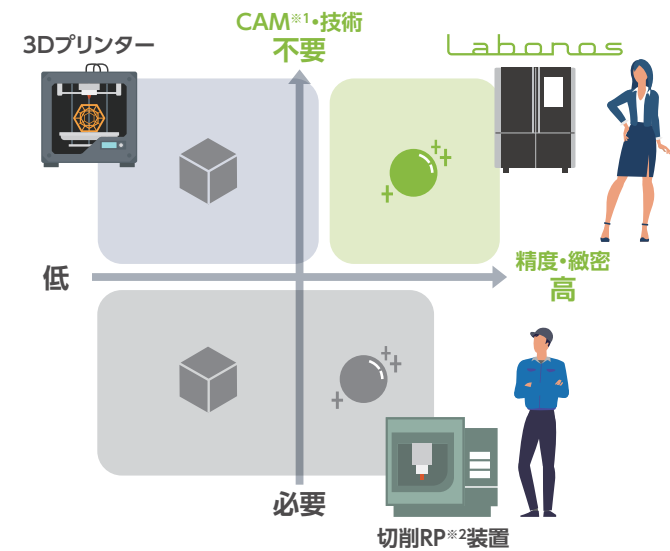 3Dプリンター
CAM※1・技術
不要
Labonos
低
精度・緻密
高
必要
切削RP※2装置